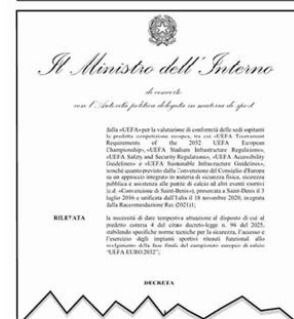 Il Ministro dell'Interno
di concerto
con l'Autorità politica delegata in materia di sport
dalla «UEFA» per la valutazione di conformità delle sedi ospitanti
la predetta competizione europea, tra cui «UEFA Tournament
Requirements of the 2032 UEFA European
Championship», «UEFA Stadium Infrastructure Regulations»,
«UEFA Safety and Security Regulations», «UEFA Accessibility
Guidelines» e «UEFA Sustainable Infrastructure Guidelines»,
nonché quanto previsto dalla Convenzione del Consiglio d'Europa
su un approccio integrato in materia di sicurezza fisica, sicurezza
pubblica e assistenza alle partite di calcio ed altri eventi sportivi
(c.d. «Convenzione di Saint-Denis»), presentata a Saint-Denis il 3
luglio 2016 e ratificata dall'Italia il 18 novembre 2020, integrata
dalla Raccomandazione Rec (2021)1;
RILEVATA la necessità di dare tempestiva attuazione al disposto di cui al
predetto comma 4 del citato decreto-legge n. 96 del 2025,
stabilendo specifiche norme tecniche per la sicurezza, l'accesso e
l'esercizio degli impianti sportivi ritenuti funzionali allo
svolgimento della fase finale del campionato europeo di calcio
"UEFA EURO 2032";
DECRETA